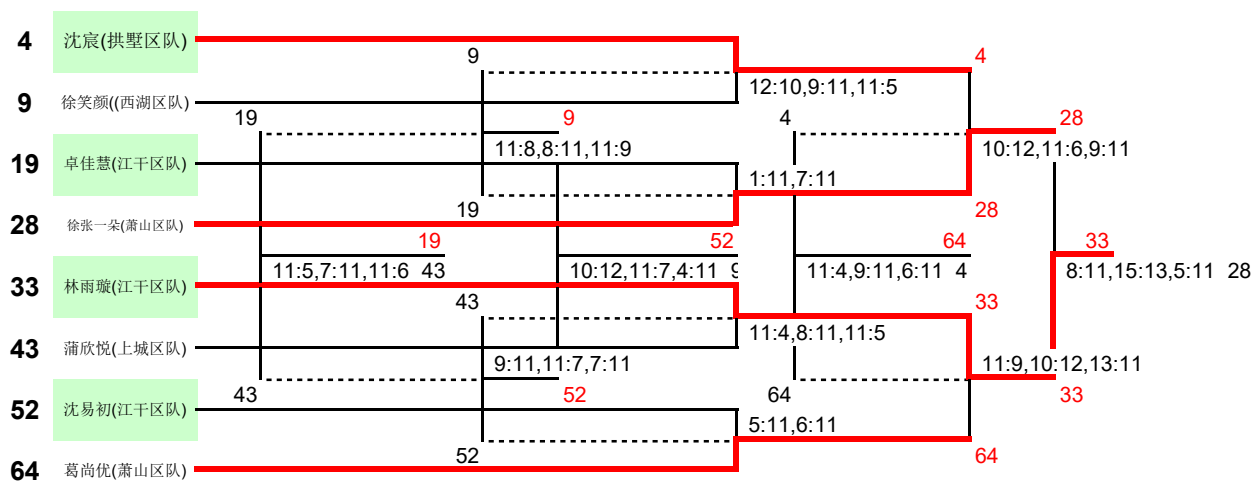 4 沈宸(拱墅区队) 4
9
12:10,9:11,11:5
9 徐笑颜((西湖区队)
19 9 4 28
11:8,8:11,11:9 10:12,11:6,9:11
19 卓佳慧(江干区队)
1:11,7:11
19 28
28 徐张一朵(萧山区队)
19 52 64 33
11:5,7:11,11:6 43 10:12,11:7,4:11 9 11:4,9:11,6:11 4 8:11,15:13,5:11 28
33 林雨璇(江干区队)
43 33
11:4,8:11,11:5
43 蒲欣悦(上城区队)
9:11,11:7,7:11 11:9,10:12,13:11
43 52 64 33
52 沈易初(江干区队)
5:11,6:11
52 64
64 葛尚优(萧山区队)